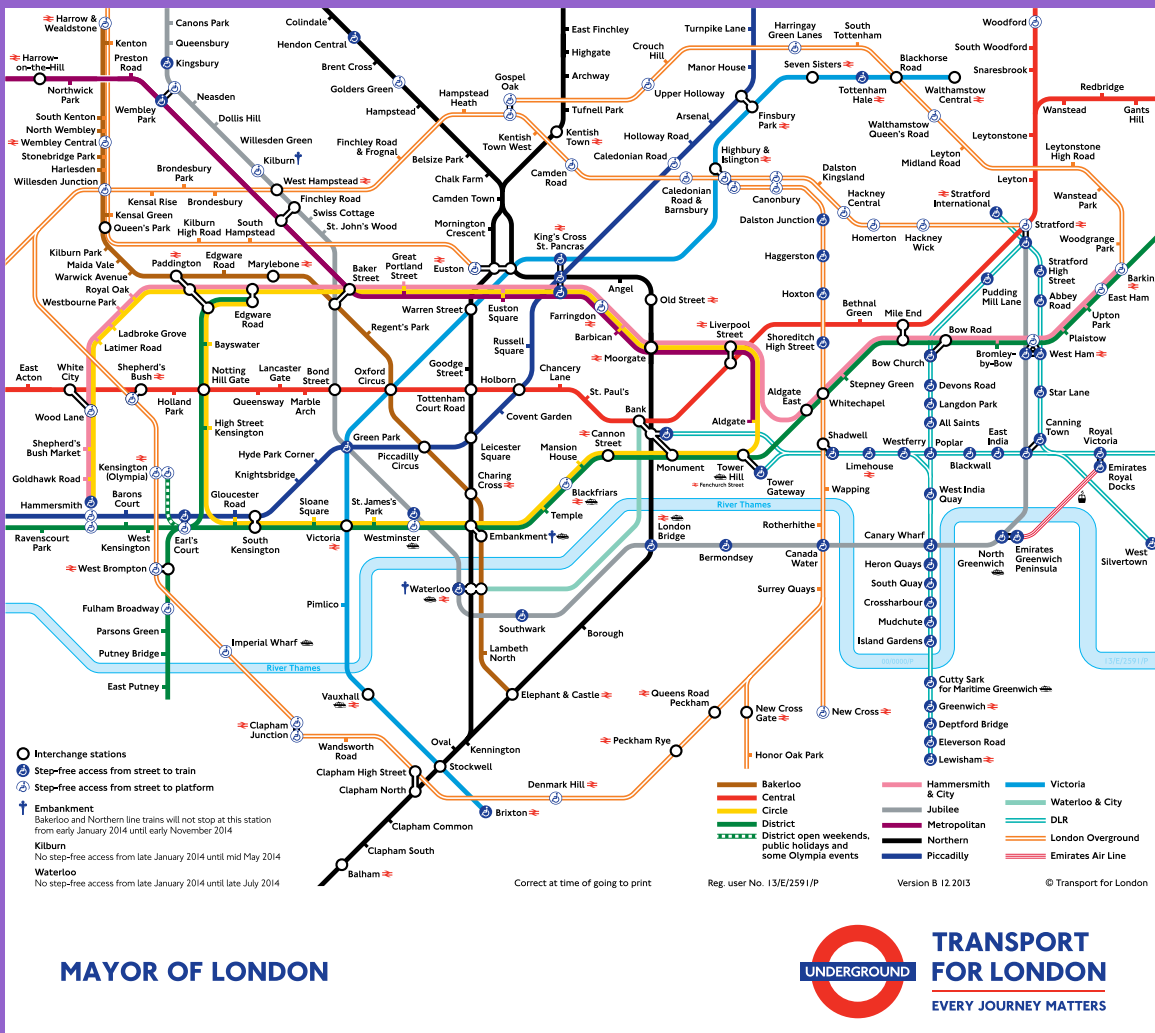 Harrow &
Wealdstone
Kenton
Harrow-
on-the-Hill
Preston
Road
Northwick
Park
Wembley
Park
South Kenton
North Wembley
Wembley Central
Stonebridge Park
Harlesden
Willesden Junction
Kensal Green
Queen's Park
Kilburn Park
Maida Vale
Warwick Avenue
Paddington
Edgware
Road
Marylebone
Royal Oak
Westbourne Park
Ladbroke Grove
Latimer Road
Canons Park
Queensbury
Kingsbury
Neasden
Dollis Hill
Willesden Green
Kilburn
West Hampstead
Finchley Road
Swiss Cottage
St. John's Wood
Brondesbury
Park
Kensal Rise
Brondesbury
Kilburn
High Road
South
Hampstead
Finchley Road
& Frognal
Hampstead
Heath
Gospel
Oak
Kentish
Town West
Camden
Road
Colindale
Hendon Central
Brent Cross
Golders Green
Hampstead
Belsize Park
Chalk Farm
Camden Town
Mornington
Crescent
Euston
East Finchley
Highgate
Archway
Tufnell Park
Kentish
Town
Crouch
Hill
Upper Holloway
Turnpike Lane
Manor House
Arsenal
Holloway Road
Caledonian Road
Finsbury
Park
Harringay
Green Lanes
South
Tottenham
Seven Sisters
Tottenham
Hale
Blackhorse
Road
Walthamstow
Central
Walthamstow
Queen's Road
Leyton
Midland Road
Leytonstone
High Road
Wanstead
Park
Woodgrange
Park
Woodford
South Woodford
Snaresbrook
Redbridge
Wanstead
Gants
Hill
Leytonstone
Leyton
Stratford
International
Stratford
Highbury &
Islington
Caledonian
Road &
Barnsbury
Canonbury
Dalston
Kingsland
Hackney
Central
Homerton
Hackney
Wick
Dalston Junction
Haggerston
Hoxton
Shoreditch
High Street
King's Cross
St. Pancras
Angel
Old Street
Baker
Street
Great
Portland
Street
Warren Street
Euston
Square
Farringdon
Barbican
Moorgate
Liverpool
Street
Bethnal
Green
Mile End
Bow Road
Bow Church
Bromley-
by-Bow
West Ham
Plaistow
Upton
Park
East Ham
Barkin
Pudding
Mill Lane
Stratford
High
Street
Abbey
Road
Star Lane
Canning
Town
Royal
Victoria
Emirates
Royal
Docks
Edgware
Road
Bayswater
Notting
Hill Gate
Lancaster
Gate
Queensway
Bond
Street
Marble
Arch
Oxford
Circus
Regent's Park
Goodge
Street
Russell
Square
Tottenham
Court Road
Holborn
Chancery
Lane
St. Paul's
Covent Garden
Bank
Cannon
Street
Mansion
House
Monument
Tower
Hill
Fenchurch Street
Tower
Gateway
Aldgate
Aldgate
East
Whitechapel
Stepney Green
Devons Road
Langdon Park
All Saints
East
Acton
White
City
Shepherd's
Bush
Holland
Park
Wood Lane
Shepherd's
Bush Market
Goldhawk Road
Kensington
(Olympia)
Hammersmith
Barons
Court
Ravenscourt
Park
West
Kensington
Earl's
Court
High Street
Kensington
Gloucester
Road
South
Kensington
Sloane
Square
Victoria
St. James's
Park
Westminster
Hyde Park Corner
Knightsbridge
Green Park
Piccadilly
Circus
Leicester
Square
Charing
Cross
Blackfriars
Temple
Embankment
River Thames
London
Bridge
Bermondsey
Shadwell
Limehouse
Westferry
Poplar
Blackwall
East
India
Wapping
Rotherhithe
Canada
Water
Surrey Quays
West India
Quay
Canary Wharf
Heron Quays
South Quay
Crossharbour
Mudchute
Island Gardens
North
Greenwich
Emirates
Greenwich
Peninsula
West
Silvertown
West Brompton
Fulham Broadway
Parsons Green
Putney Bridge
East Putney
Imperial Wharf
River Thames
Pimlico
Waterloo
Southwark
Borough
Lambeth
North
Elephant & Castle
Vauxhall
Clapham
Junction
Wandsworth
Road
Oval
Kennington
Stockwell
Clapham High Street
Clapham North
Clapham Common
Clapham South
Balham
Brixton
Denmark Hill
Peckham Rye
Queens Road
Peckham
New Cross
Gate
Honor Oak Park
New Cross
Cutty Sark
for Maritime Greenwich
Greenwich
Deptford Bridge
Elverson Road
Lewisham
13/E/2591/P
Interchange stations
Step-free access from street to train
Step-free access from street to platform
Embankment
Bakerloo and Northern line trains will not stop at this station
from early January 2014 until early November 2014
Kilburn
No step-free access from late January 2014 until mid May 2014
Waterloo
No step-free access from late January 2014 until late July 2014
Bakerloo
Central
Circle
District
District open weekends,
public holidays and
some Olympia events
Hammersmith
& City
Jubilee
Metropolitan
Northern
Piccadilly
Victoria
Waterloo & City
DLR
London Overground
Emirates Air Line
Correct at time of going to print
Reg. user No. 13/E/2591/P
Version B 12.2013
© Transport for London
MAYOR OF LONDON
UNDERGROUND
TRANSPORT
FOR LONDON
EVERY JOURNEY MATTERS